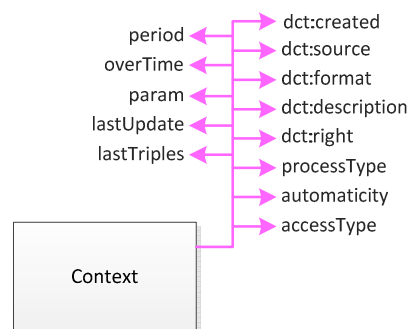 period
overTime
param
lastUpdate
lastTriples
dct:created
dct:source
dct:format
dct:description
dct:right
processType
automaticity
accessType
Context